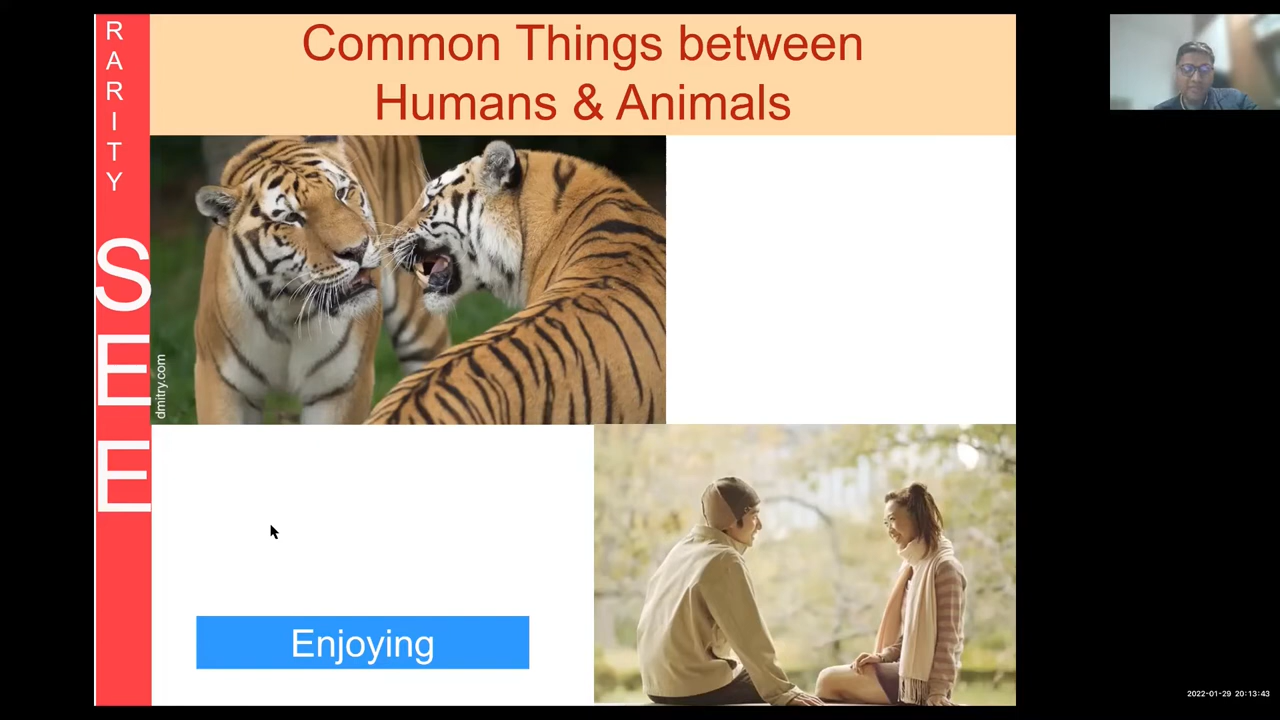 Common Things between
Humans & Animals
RARITY
SEE
dmitry.com
Enjoying
2022-01-29 20:13:43